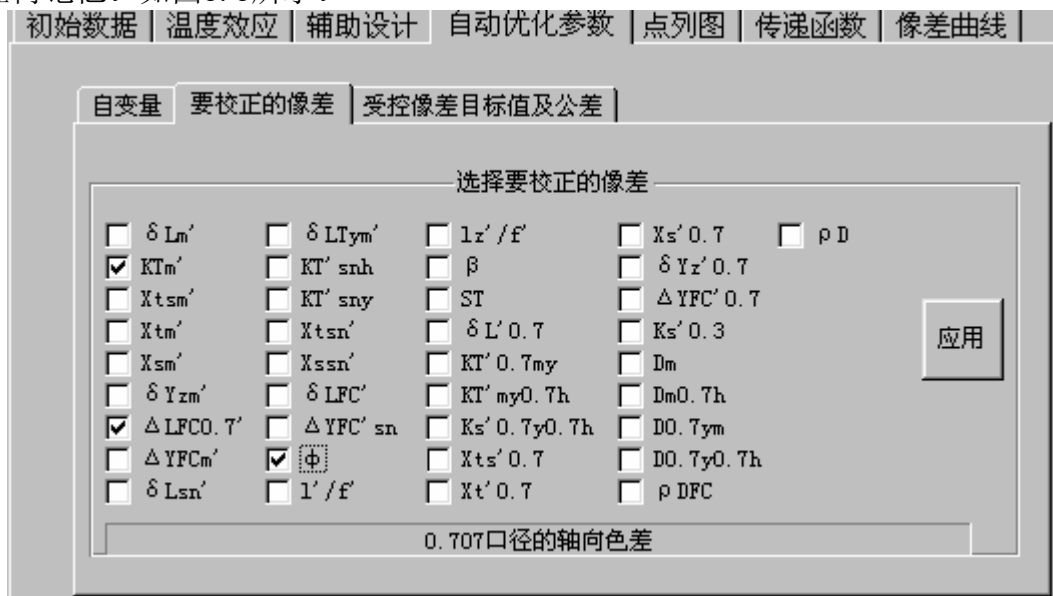 初始数据 温度效应 辅助设计 自动优化参数 点列图 传递函数 像差曲线
自变量 要校正的像差 受控像差目标值及公差
选择要校正的像差
δLm′ δLTym′ lz′/f′ Xs′0.7 ρD
KTm′ KT′snh β δYz′0.7
Xtsm′ KT′sny ST ΔYFC′0.7
Xtm′ Xtsn′ δL′0.7 Ks′0.3
Xsm′ Xssn′ KT′0.7my Dm
应用
δYzm′ δLFC′ KT′my0.7h Dm0.7h
ΔLFC0.7′ ΔYFC′sn Ks′0.7y0.7h D0.7ym
ΔYFCm′ φ Xts′0.7 D0.7y0.7h
δLsn′ l′/f′ Xt′0.7 ρDFC
0.707口径的轴向色差